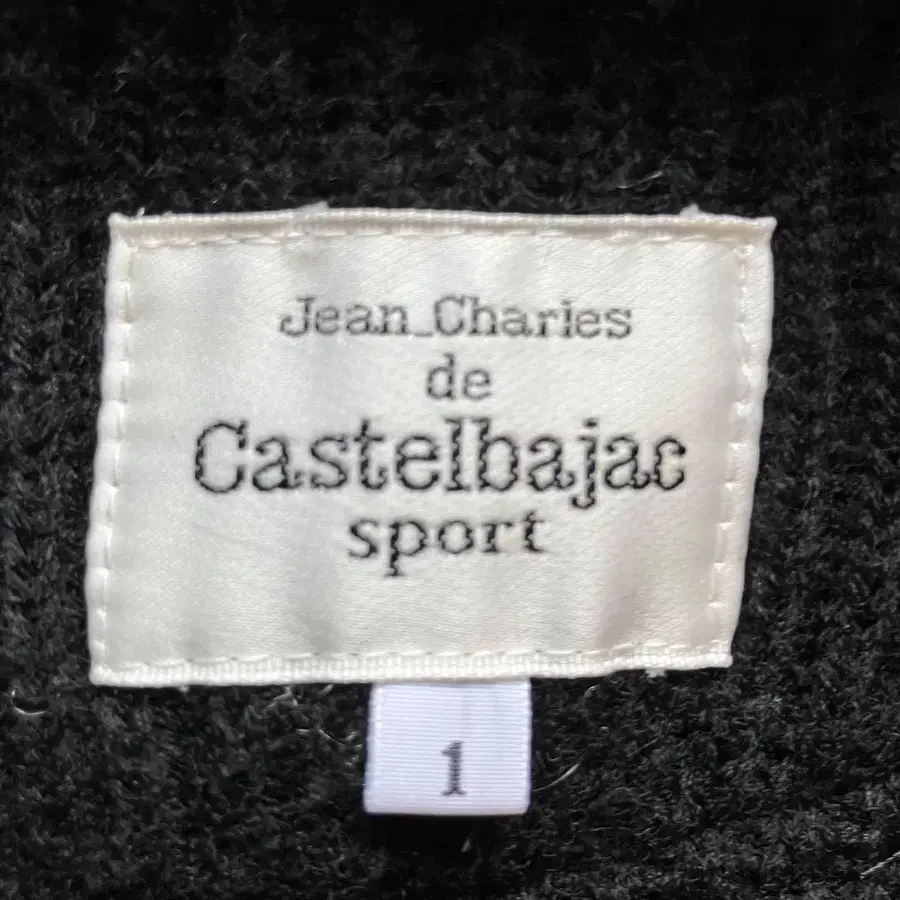 Jean_Charles
de
Castelbajac
sport
1